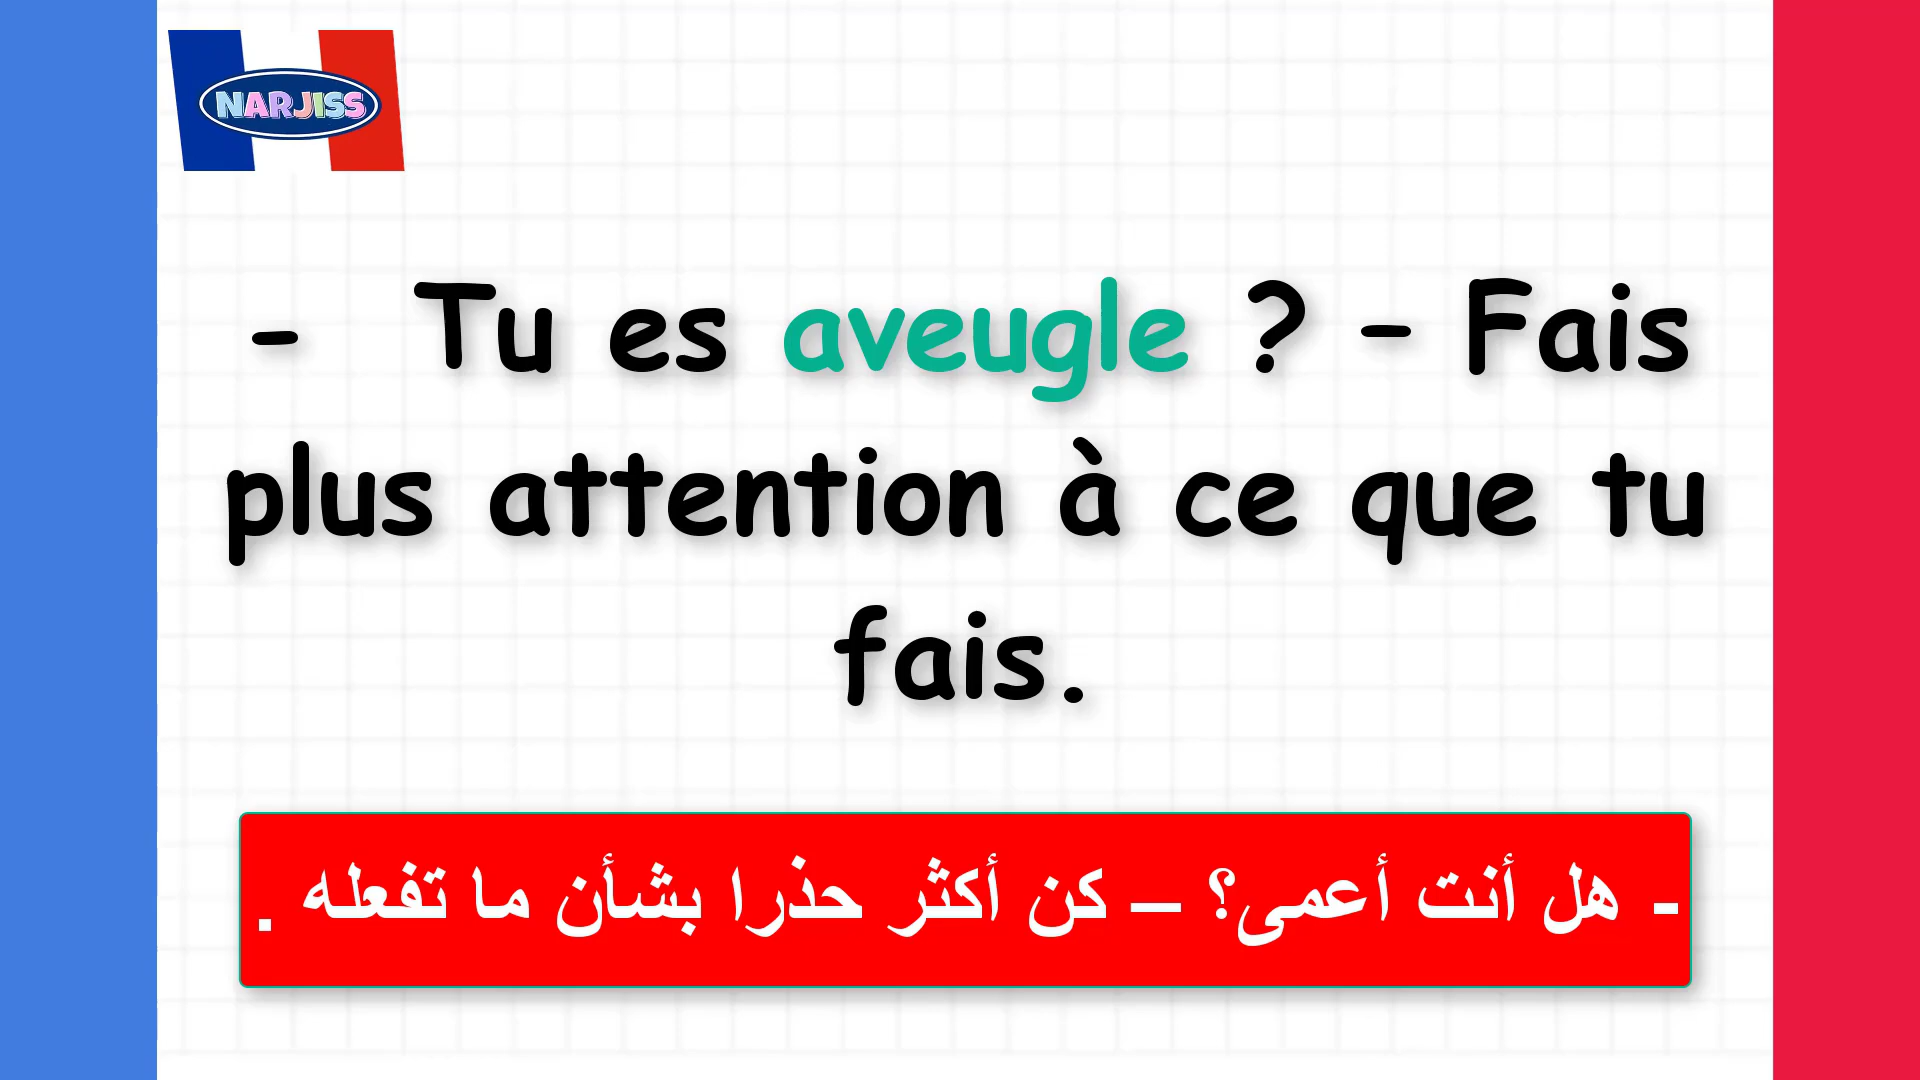 NARJISS
- Tu es aveugle ? – Fais
plus attention à ce que tu
fais.
- هل أنت أعمى؟ – كن أكثر حذرا بشأن ما تفعله .